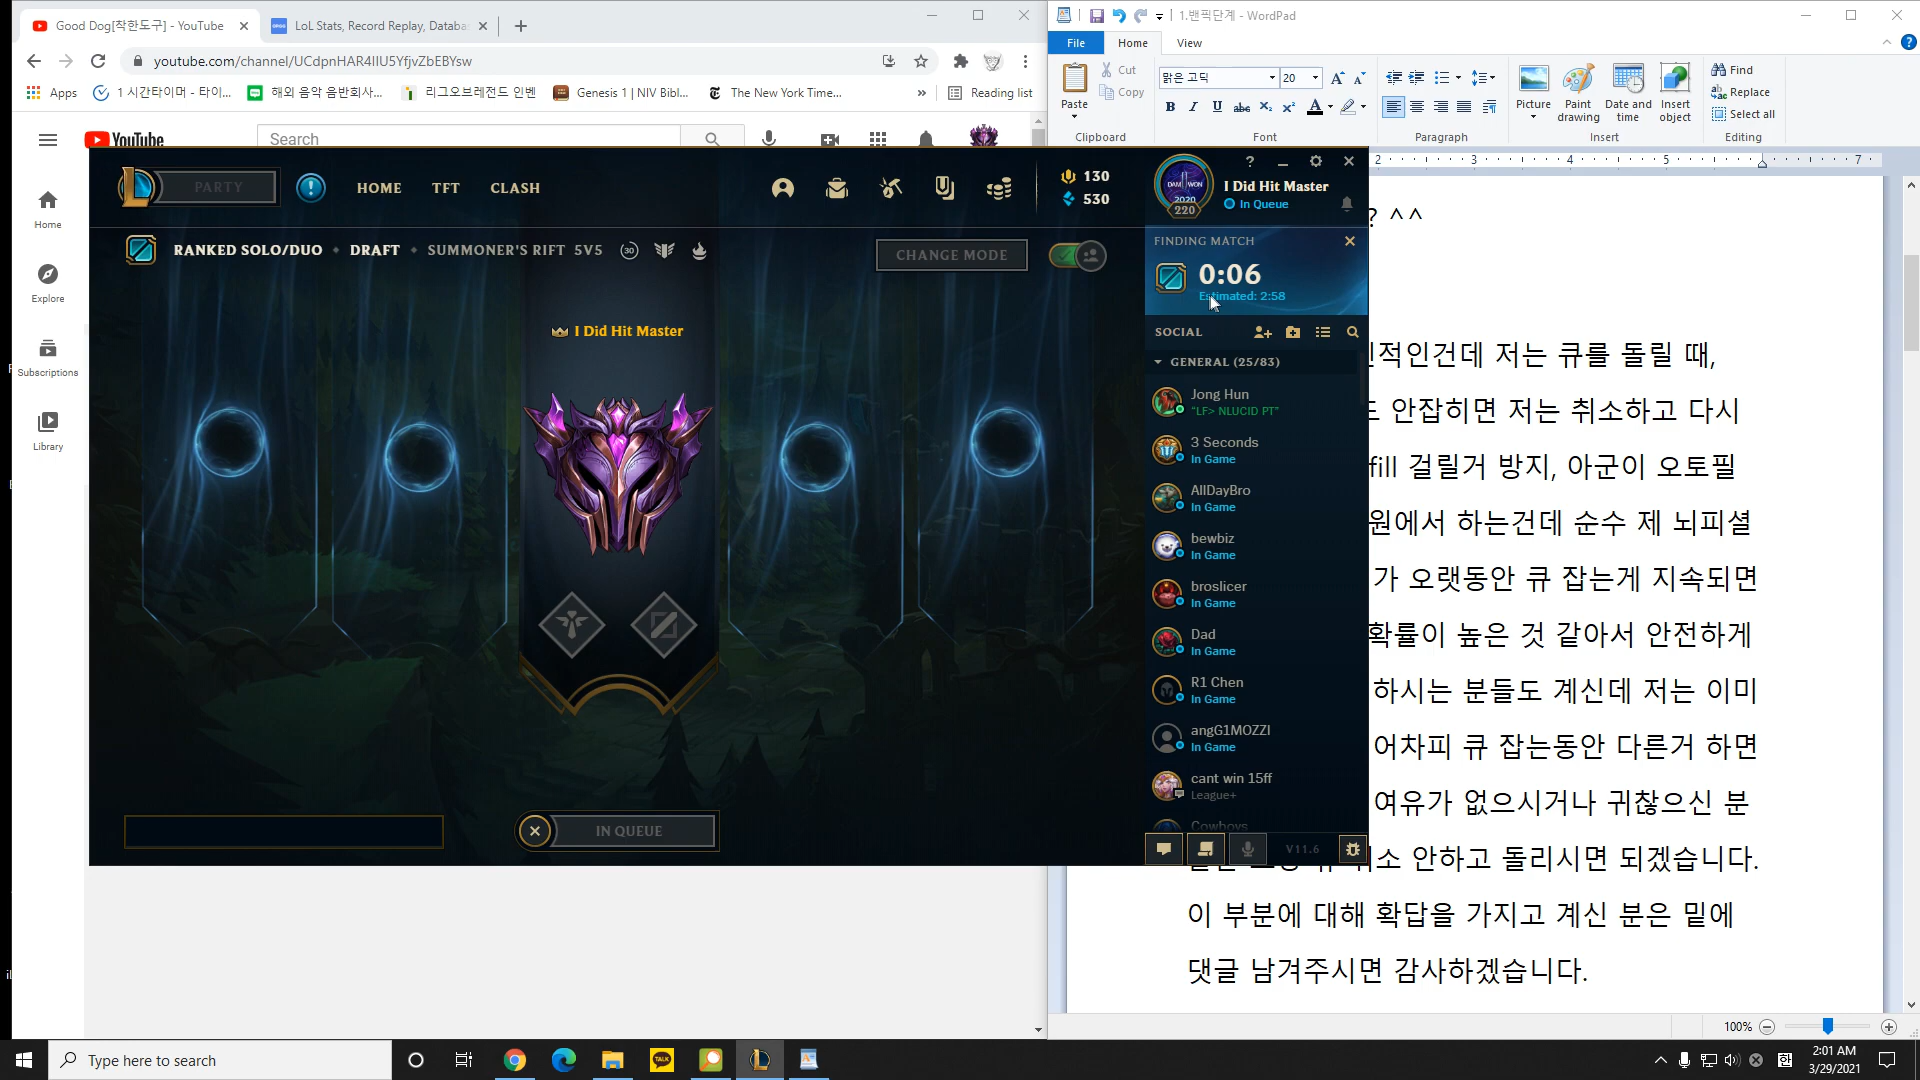 Good Dog[착한도구] - YouTube
LoL Stats, Record Replay, Databa
youtube.com/channel/UCdpnHAR4IIU5YfjvZbEBYsw
Apps
1 시간타이머 - 타이...
해외 음악 음반회사...
리그오브레전드 인벤
Genesis 1 | NIV Bibl...
The New York Time...
»
Reading list
YouTube
Search
Home
Explore
Subscriptions
Library
1.밴픽단계 - WordPad
File
Home
View
Paste
Cut
Copy
Clipboard
맑은 고딕
20
Font
Paragraph
Picture
Paint drawing
Date and time
Insert object
Insert
Find
Replace
Select all
Editing
2 3 4 5 7
? ^^
적인건데 저는 큐를 돌릴 때,
안잡히면 저는 취소하고 다시
fill 걸릴거 방지, 아군이 오토필
원에서 하는건데 순수 제 뇌피셜
가 오랫동안 큐 잡는게 지속되면
확률이 높은 것 같아서 안전하게
하시는 분들도 계신데 저는 이미
어차피 큐 잡는동안 다른거 하면
여유가 없으시거나 귀찮으신 분
안하고 돌리시면 되겠습니다.
이 부분에 대해 확답을 가지고 계신 분은 밑에
댓글 남겨주시면 감사하겠습니다.
100%
PARTY
HOME
TFT
CLASH
130
530
DAMWON
2020
220
I Did Hit Master
In Queue
RANKED SOLO/DUO • DRAFT • SUMMONER'S RIFT 5V5
30
CHANGE MODE
FINDING MATCH
0:06
Estimated: 2:58
I Did Hit Master
SOCIAL
GENERAL (25/83)
Jong Hun
"LF> NLUCID PT"
3 Seconds
In Game
AllDayBro
In Game
bewbiz
In Game
broslicer
In Game
Dad
In Game
R1 Chen
In Game
angG1MOZZI
In Game
cant win 15ff
League+
Cowboys
IN QUEUE
V11.6
Type here to search
TALK
한
2:01 AM
3/29/2021